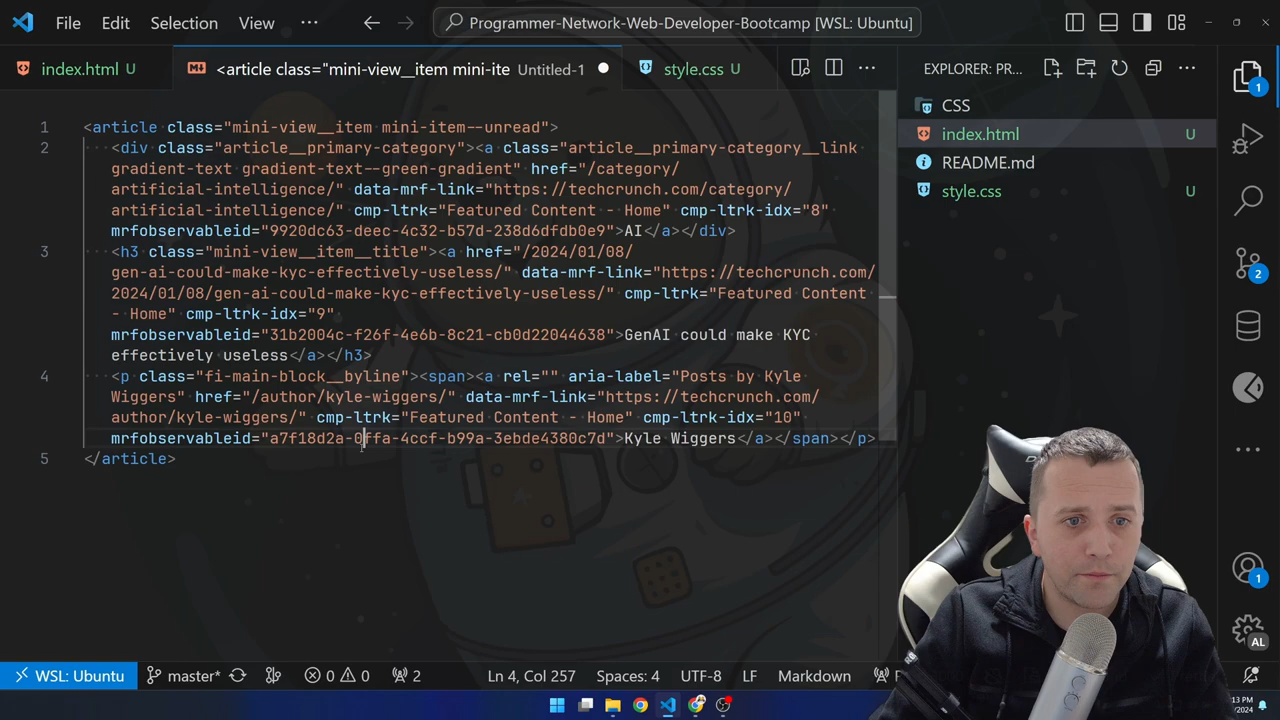 File Edit Selection View ··· Programmer-Network-Web-Developer-Bootcamp [WSL: Ubuntu]
index.html U
<article class="mini-view__item mini-ite Untitled-1
style.css U
EXPLORER: PR...
CSS
index.html U
README.md
style.css U
1 <article class="mini-view__item mini-item--unread">
2 <div class="article__primary-category"><a class="article__primary-category__link
gradient-text gradient-text--green-gradient" href="/category/
artificial-intelligence/" data-mrf-link="https://techcrunch.com/category/
artificial-intelligence/" cmp-ltrk="Featured Content - Home" cmp-ltrk-idx="8"
mrfobservableid="9920dc63-deec-4c32-b57d-238d6dfdb0e9">AI</a></div>
3 <h3 class="mini-view__item__title"><a href="/2024/01/08/
gen-ai-could-make-kyc-effectively-useless/" data-mrf-link="https://techcrunch.com/
2024/01/08/gen-ai-could-make-kyc-effectively-useless/" cmp-ltrk="Featured Content
- Home" cmp-ltrk-idx="9"
mrfobservableid="31b2004c-f26f-4e6b-8c21-cb0d22044638">GenAI could make KYC
effectively useless</a></h3>
4 <p class="fi-main-block__byline"><span><a rel="" aria-label="Posts by Kyle
Wiggers" href="/author/kyle-wiggers/" data-mrf-link="https://techcrunch.com/
author/kyle-wiggers/" cmp-ltrk="Featured Content - Home" cmp-ltrk-idx="10"
mrfobservableid="a7f18d2a-0ffa-4ccf-b99a-3ebde4380c7d">Kyle Wiggers</a></span></p>
5 </article>
1
2
1
AL
WSL: Ubuntu master* 0 0 2 Ln 4, Col 257 Spaces: 4 UTF-8 LF Markdown